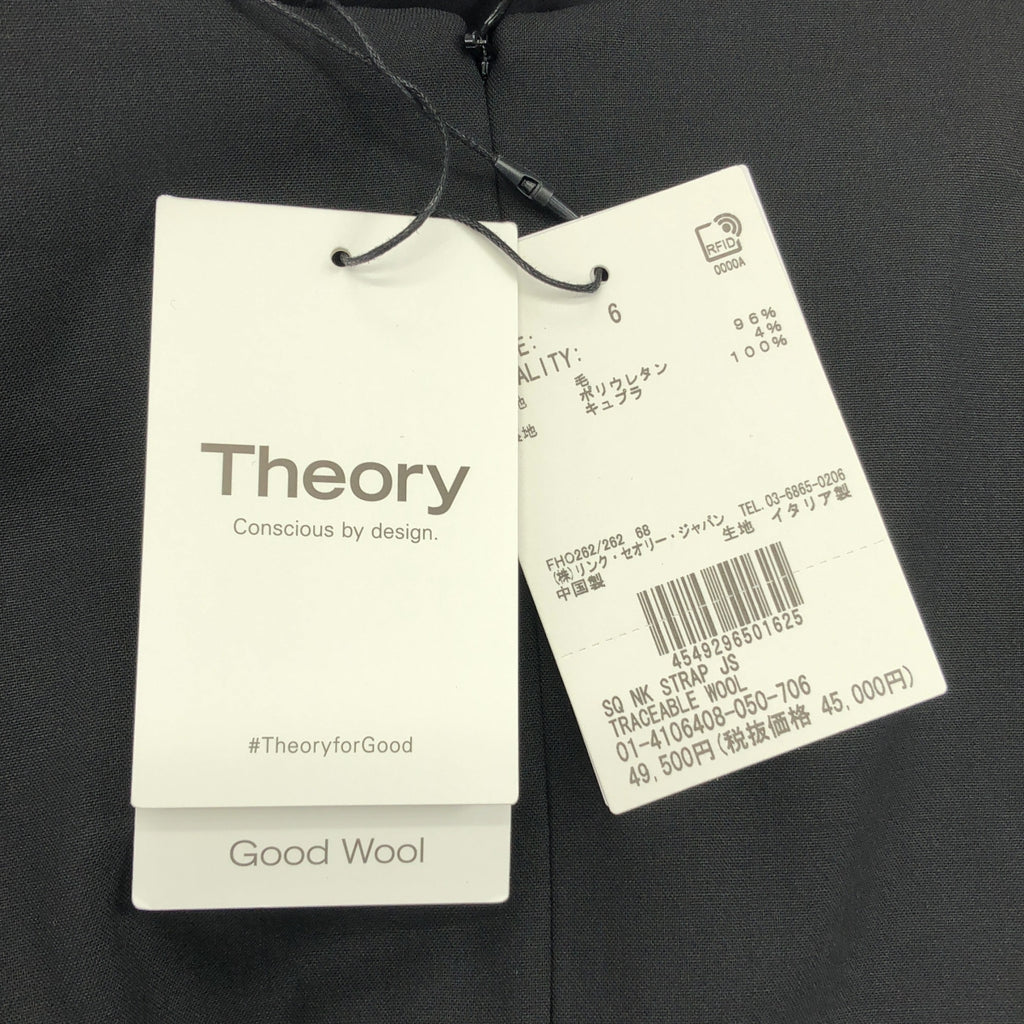 Theory
Conscious by design.
#TheoryforGood
Good Wool
RFID
0000A
6
E:
ALITY:
毛 96%
ポリウレタン 4%
地 キュプラ 100%
FHO262/262 68
(株)リンク・セオリー・ジャパン TEL.03-6865-0206
中国製 生地 イタリア製
4549296501625
SQ NK STRAP JS
TRACEABLE WOOL
01-4106408-050-706
49,500円(税抜価格 45,000円)